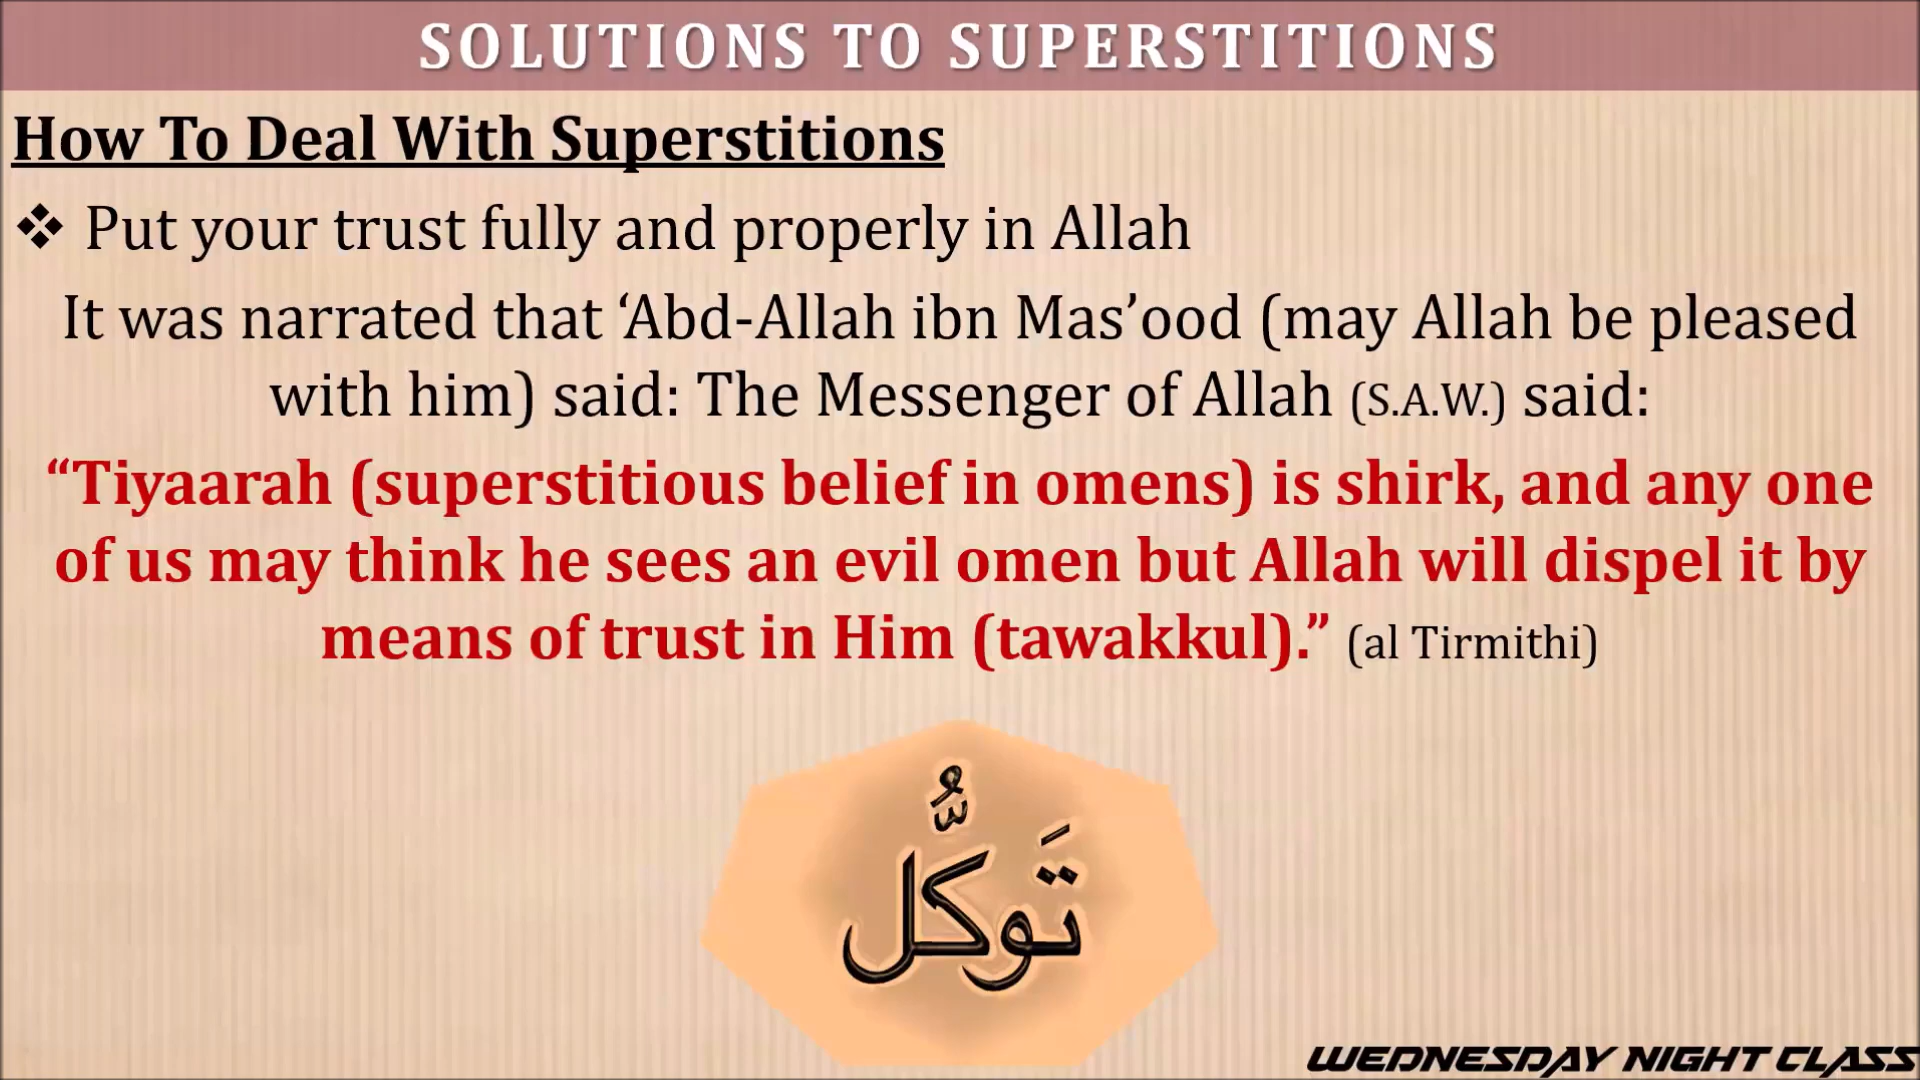 SOLUTIONS TO SUPERSTITIONS
How To Deal With Superstitions
❖ Put your trust fully and properly in Allah
It was narrated that ‘Abd-Allah ibn Mas’ood (may Allah be pleased
with him) said: The Messenger of Allah (S.A.W.) said:
“Tiyaarah (superstitious belief in omens) is shirk, and any one
of us may think he sees an evil omen but Allah will dispel it by
means of trust in Him (tawakkul).” (al Tirmithi)
تَوكُّل
WEDNESDAY NIGHT CLASS